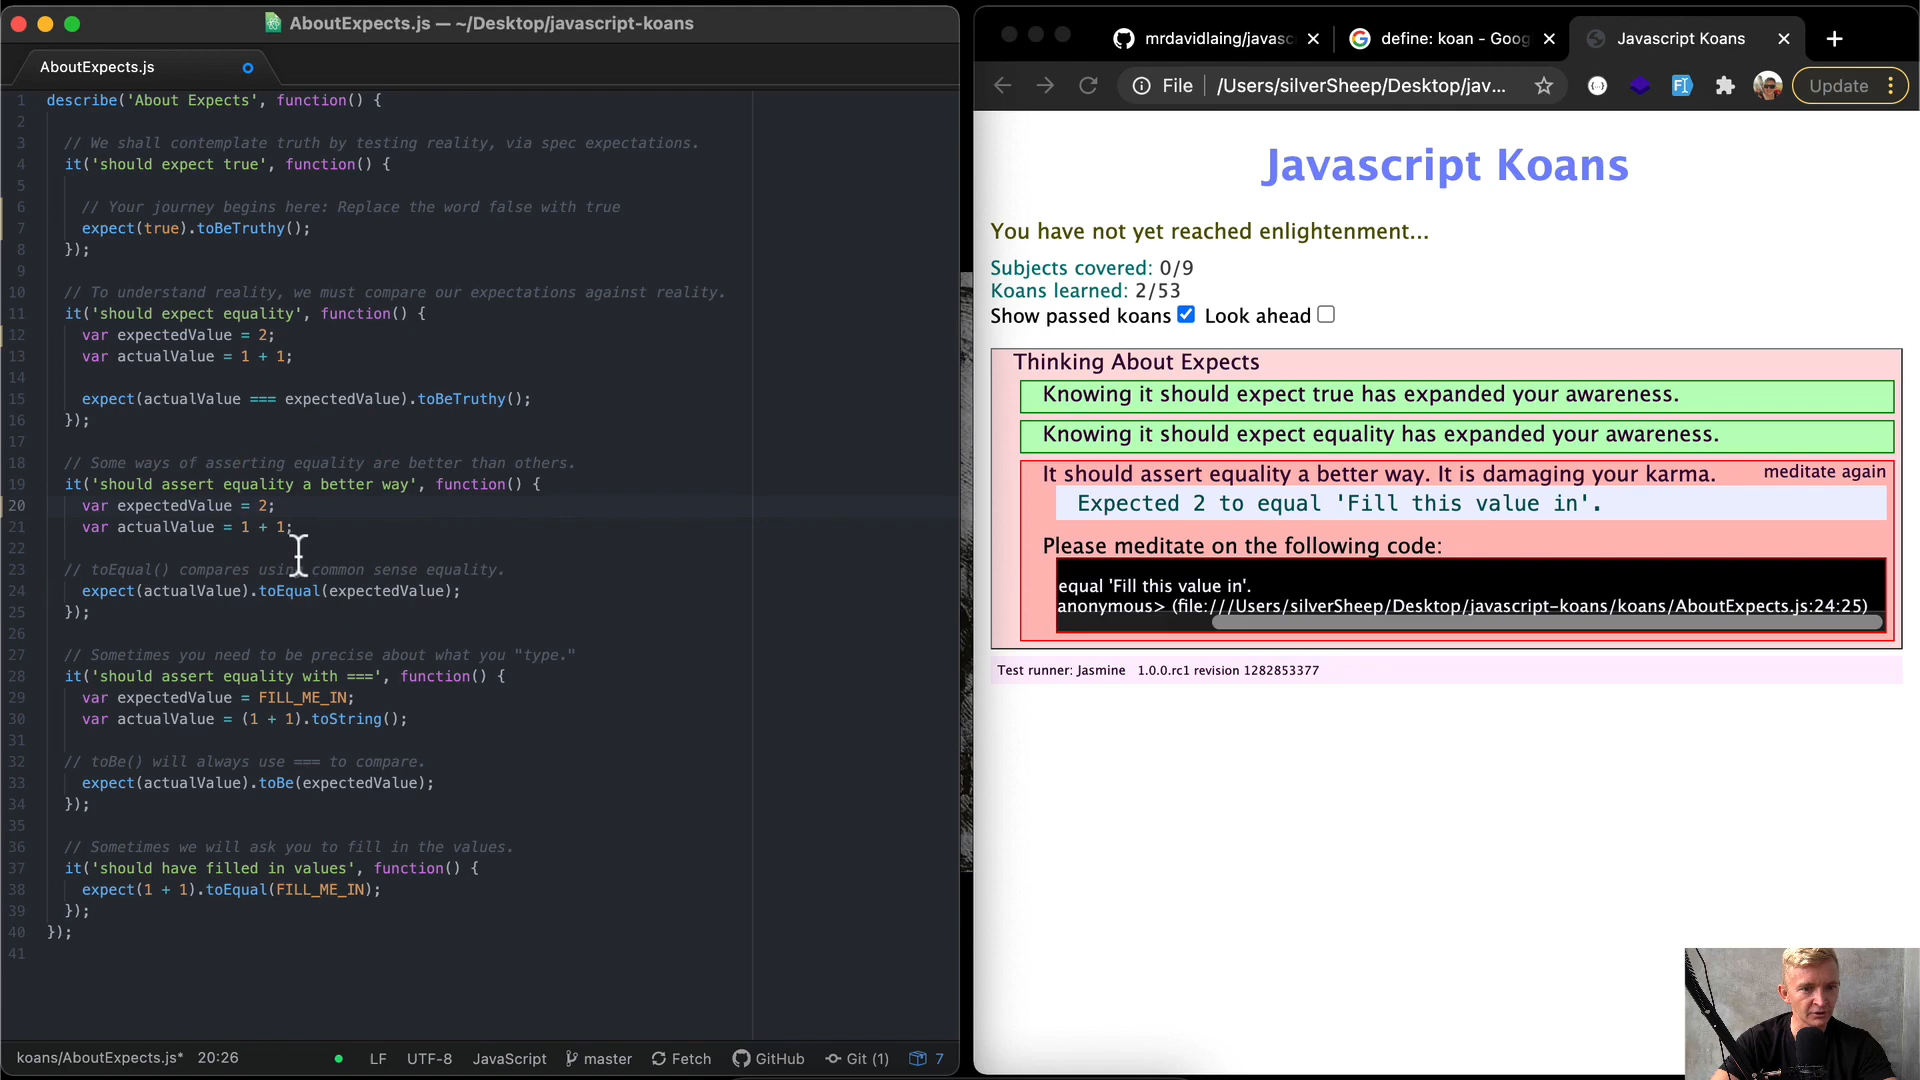 AboutExpects.js — ~/Desktop/javascript-koans
AboutExpects.js
1 describe('About Expects', function() {
2
3 // We shall contemplate truth by testing reality, via spec expectations.
4 it('should expect true', function() {
5
6 // Your journey begins here: Replace the word false with true
7 expect(true).toBeTruthy();
8 });
9
10 // To understand reality, we must compare our expectations against reality.
11 it('should expect equality', function() {
12 var expectedValue = 2;
13 var actualValue = 1 + 1;
14
15 expect(actualValue === expectedValue).toBeTruthy();
16 });
17
18 // Some ways of asserting equality are better than others.
19 it('should assert equality a better way', function() {
20 var expectedValue = 2;
21 var actualValue = 1 + 1;
22
23 // toEqual() compares using common sense equality.
24 expect(actualValue).toEqual(expectedValue);
25 });
26
27 // Sometimes you need to be precise about what you "type."
28 it('should assert equality with ===', function() {
29 var expectedValue = FILL_ME_IN;
30 var actualValue = (1 + 1).toString();
31
32 // toBe() will always use === to compare.
33 expect(actualValue).toBe(expectedValue);
34 });
35
36 // Sometimes we will ask you to fill in the values.
37 it('should have filled in values', function() {
38 expect(1 + 1).toEqual(FILL_ME_IN);
39 });
40 });
41
koans/AboutExpects.js* 20:26 LF UTF-8 JavaScript master Fetch GitHub Git (1) 7
mrdavidlaing/javasc define: koan - Goog Javascript Koans
File /Users/silverSheep/Desktop/jav... Update
Javascript Koans
You have not yet reached enlightenment...
Subjects covered: 0/9
Koans learned: 2/53
Show passed koans Look ahead
Thinking About Expects
Knowing it should expect true has expanded your awareness.
Knowing it should expect equality has expanded your awareness.
It should assert equality a better way. It is damaging your karma. meditate again
Expected 2 to equal 'Fill this value in'.
Please meditate on the following code:
equal 'Fill this value in'.
anonymous> (file:///Users/silverSheep/Desktop/javascript-koans/koans/AboutExpects.js:24:25)
Test runner: Jasmine 1.0.0.rc1 revision 1282853377